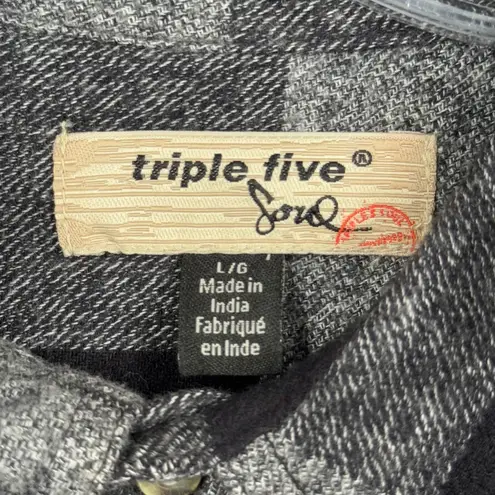 triple five®
Soul
L/G
Made in
India
Fabriqué
en Inde